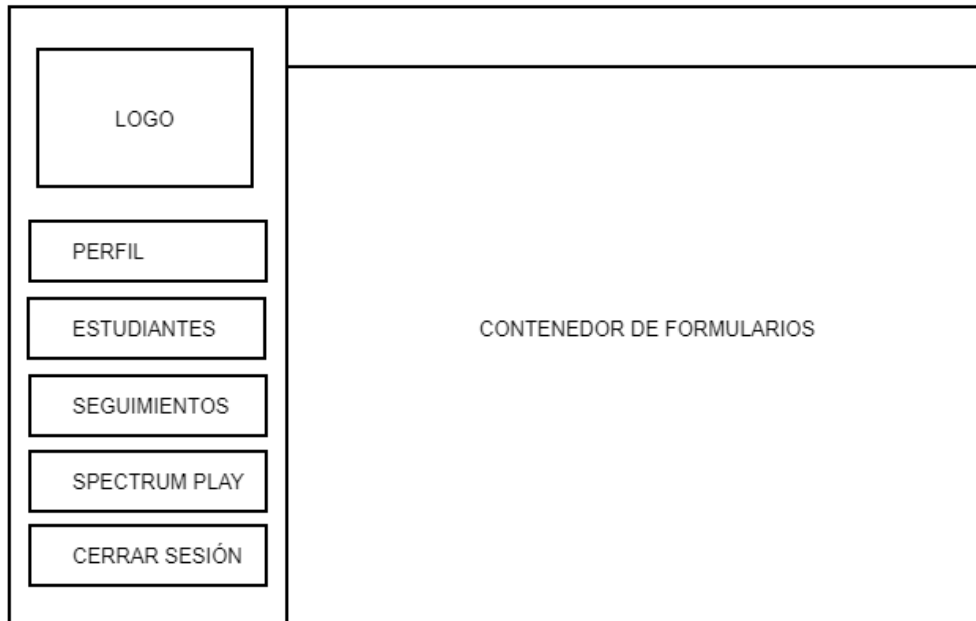 LOGO
PERFIL
ESTUDIANTES
SEGUIMIENTOS
SPECTRUM PLAY
CERRAR SESIÓN
CONTENEDOR DE FORMULARIOS